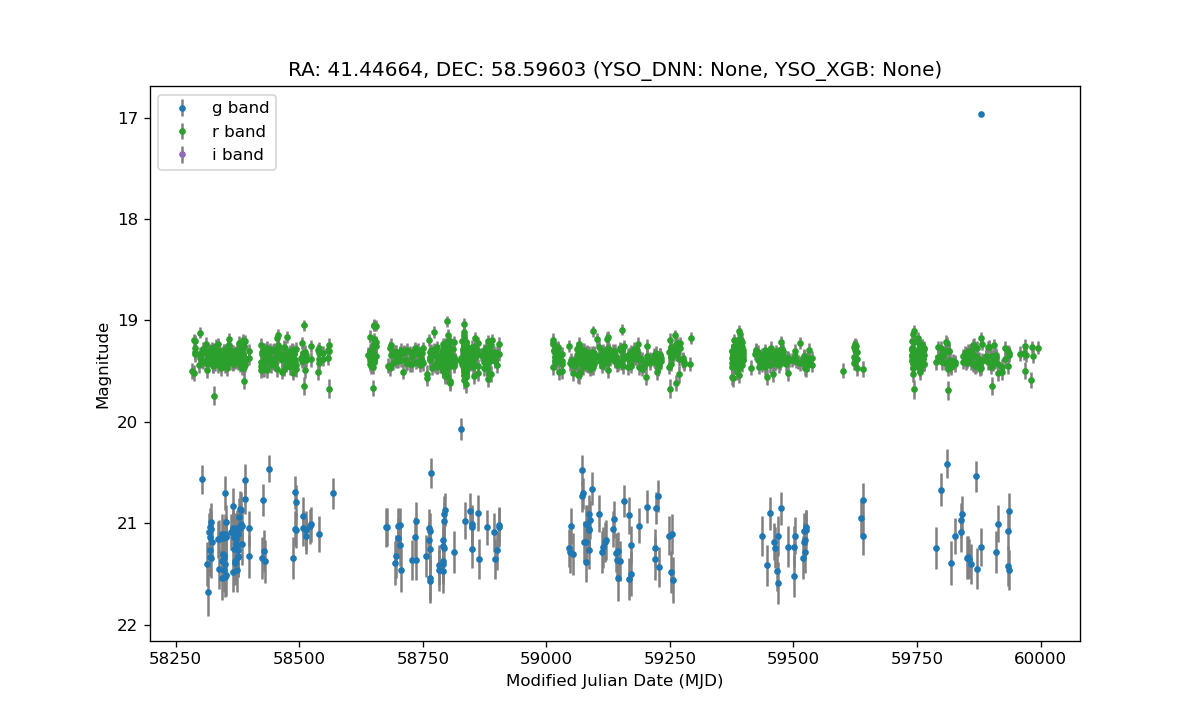 RA: 41.44664, DEC: 58.59603 (YSO_DNN: None, YSO_XGB: None)
g band
r band
i band
17
18
19
20
21
22
Magnitude
58250 58500 58750 59000 59250 59500 59750 60000
Modified Julian Date (MJD)